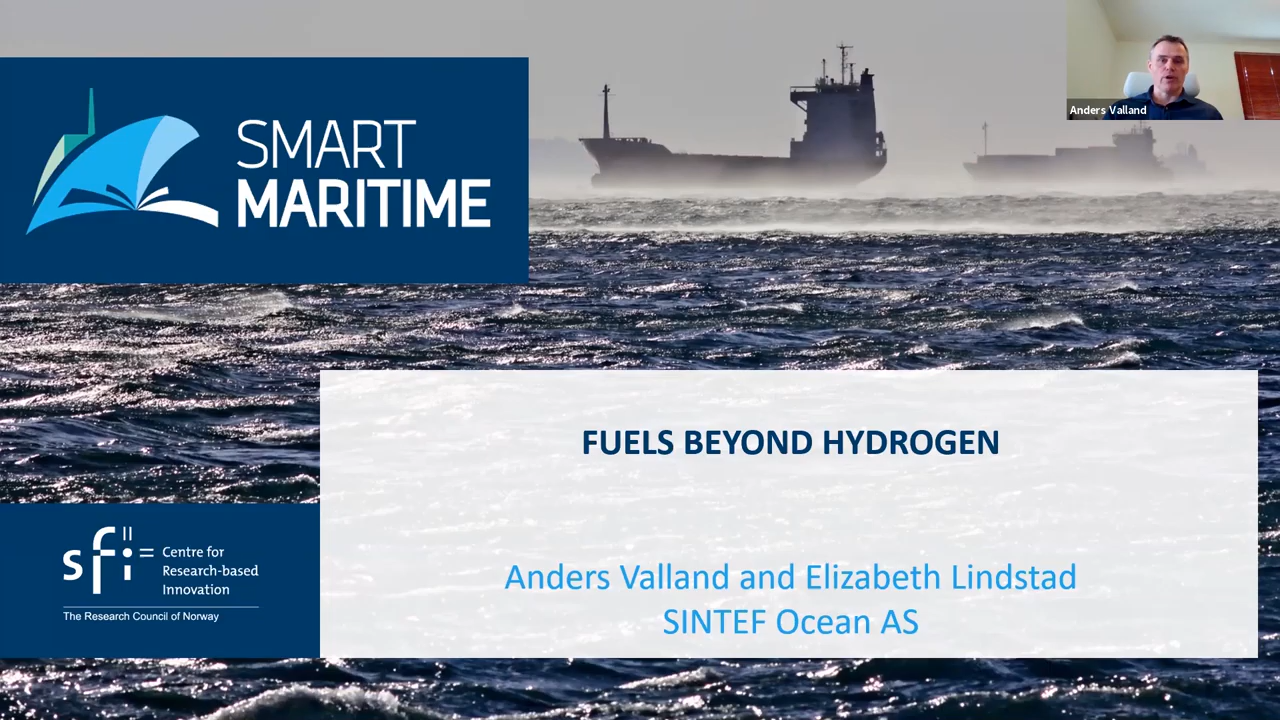 Anders Valland
SMART
MARITIME
FUELS BEYOND HYDROGEN
Anders Valland and Elizabeth Lindstad
SINTEF Ocean AS
sfi
Centre for
Research-based
Innovation
The Research Council of Norway